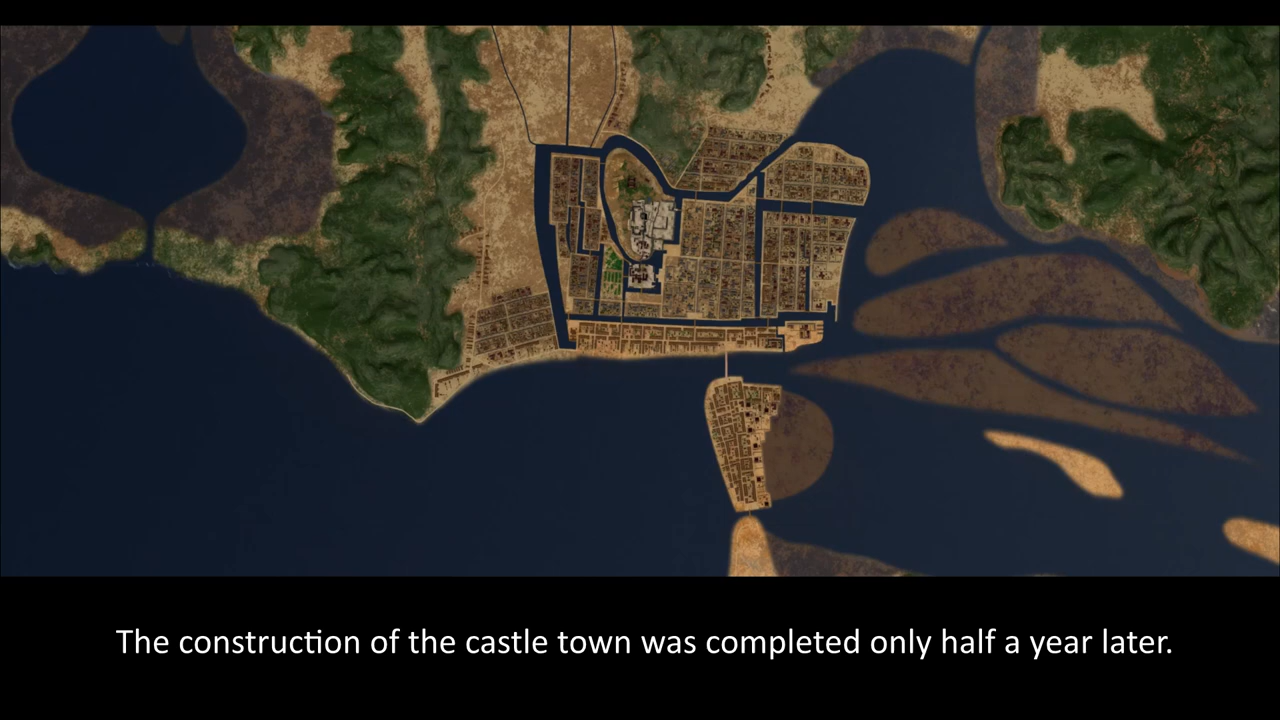 The construction of the castle town was completed only half a year later.